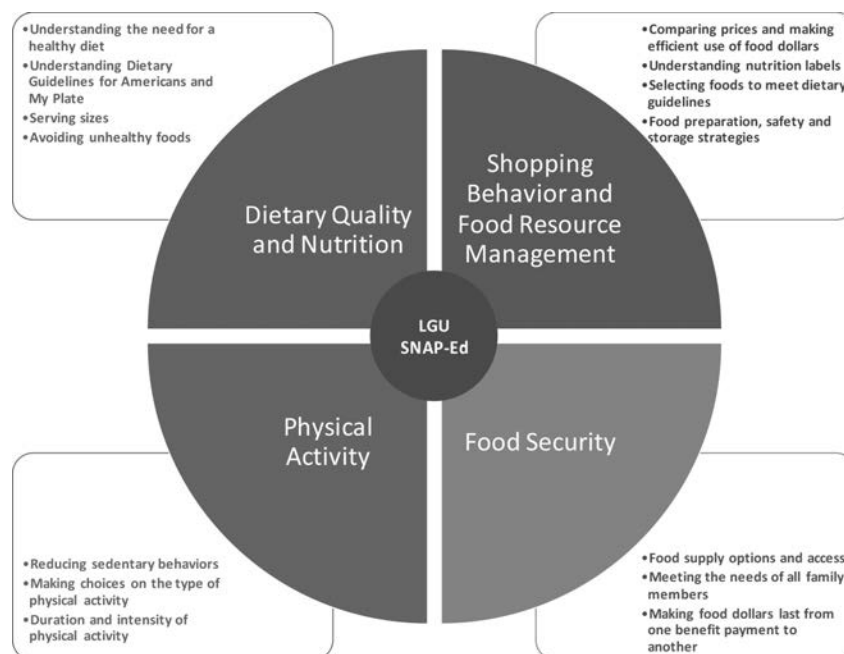 •Understanding the need for a
healthy diet
•Understanding Dietary
Guidelines for Americans and
My Plate
•Serving sizes
•Avoiding unhealthy foods
•Comparing prices and making
efficient use of food dollars
•Understanding nutrition labels
•Selecting foods to meet dietary
guidelines
•Food preparation, safety and
storage strategies
Dietary Quality
and Nutrition
Shopping
Behavior and
Food Resource
Management
LGU
SNAP-Ed
Physical
Activity
Food Security
•Reducing sedentary behaviors
•Making choices on the type of
physical activity
•Duration and intensity of
physical activity
•Food supply options and access
•Meeting the needs of all family
members
•Making food dollars last from
one benefit payment to
another